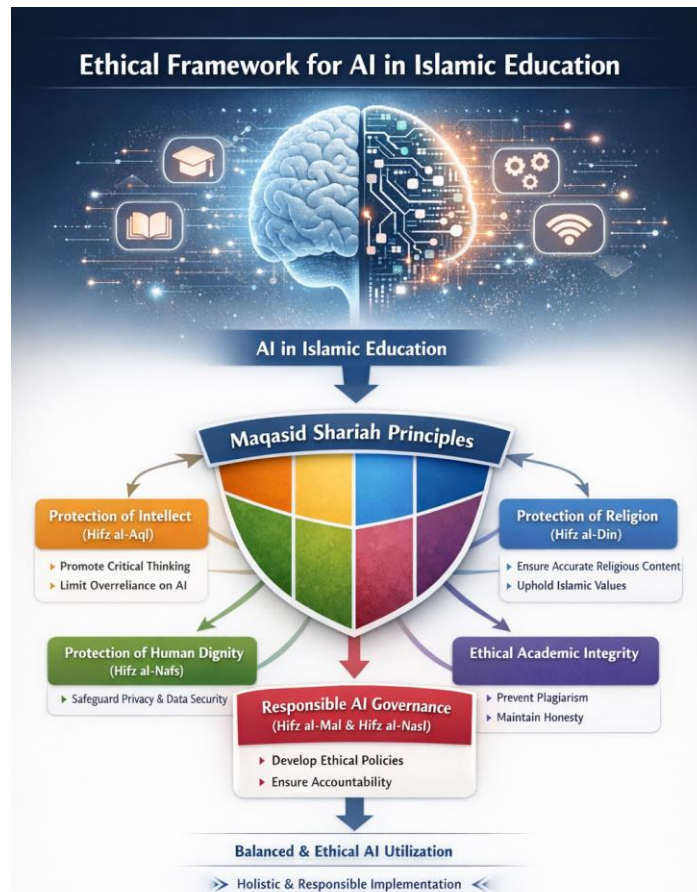 Ethical Framework for AI in Islamic Education
AI in Islamic Education
Maqasid Shariah Principles
Protection of Intellect
(Hifz al-Aql)
Promote Critical Thinking
Limit Overreliance on AI
Protection of Religion
(Hifz al-Din)
Ensure Accurate Religious Content
Uphold Islamic Values
Protection of Human Dignity
(Hifz al-Nafs)
Safeguard Privacy & Data Security
Ethical Academic Integrity
Prevent Plagiarism
Maintain Honesty
Responsible AI Governance
(Hifz al-Mal & Hifz al-Nasl)
Develop Ethical Policies
Ensure Accountability
Balanced & Ethical AI Utilization
Holistic & Responsible Implementation